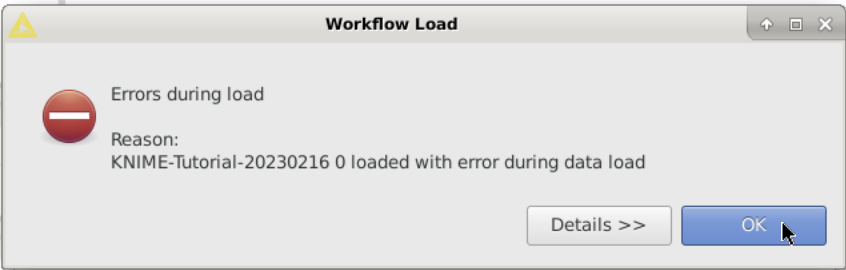 Workflow Load
Errors during load
Reason:
KNIME-Tutorial-20230216 0 loaded with error during data load
Details >>
OK